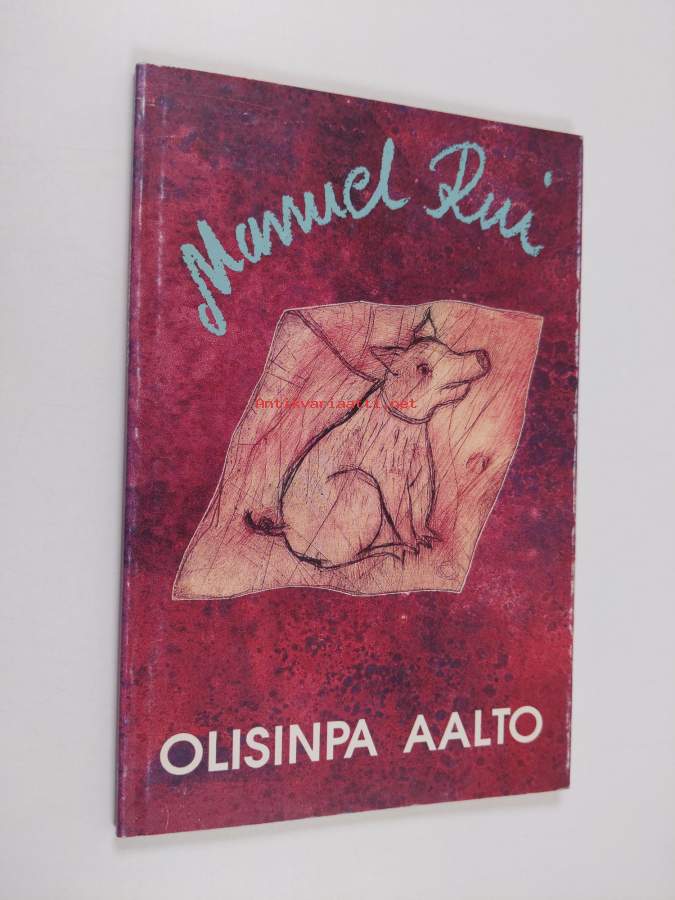 Manuel Rui
Antikvariaatti.net
OLISINPA AALTO